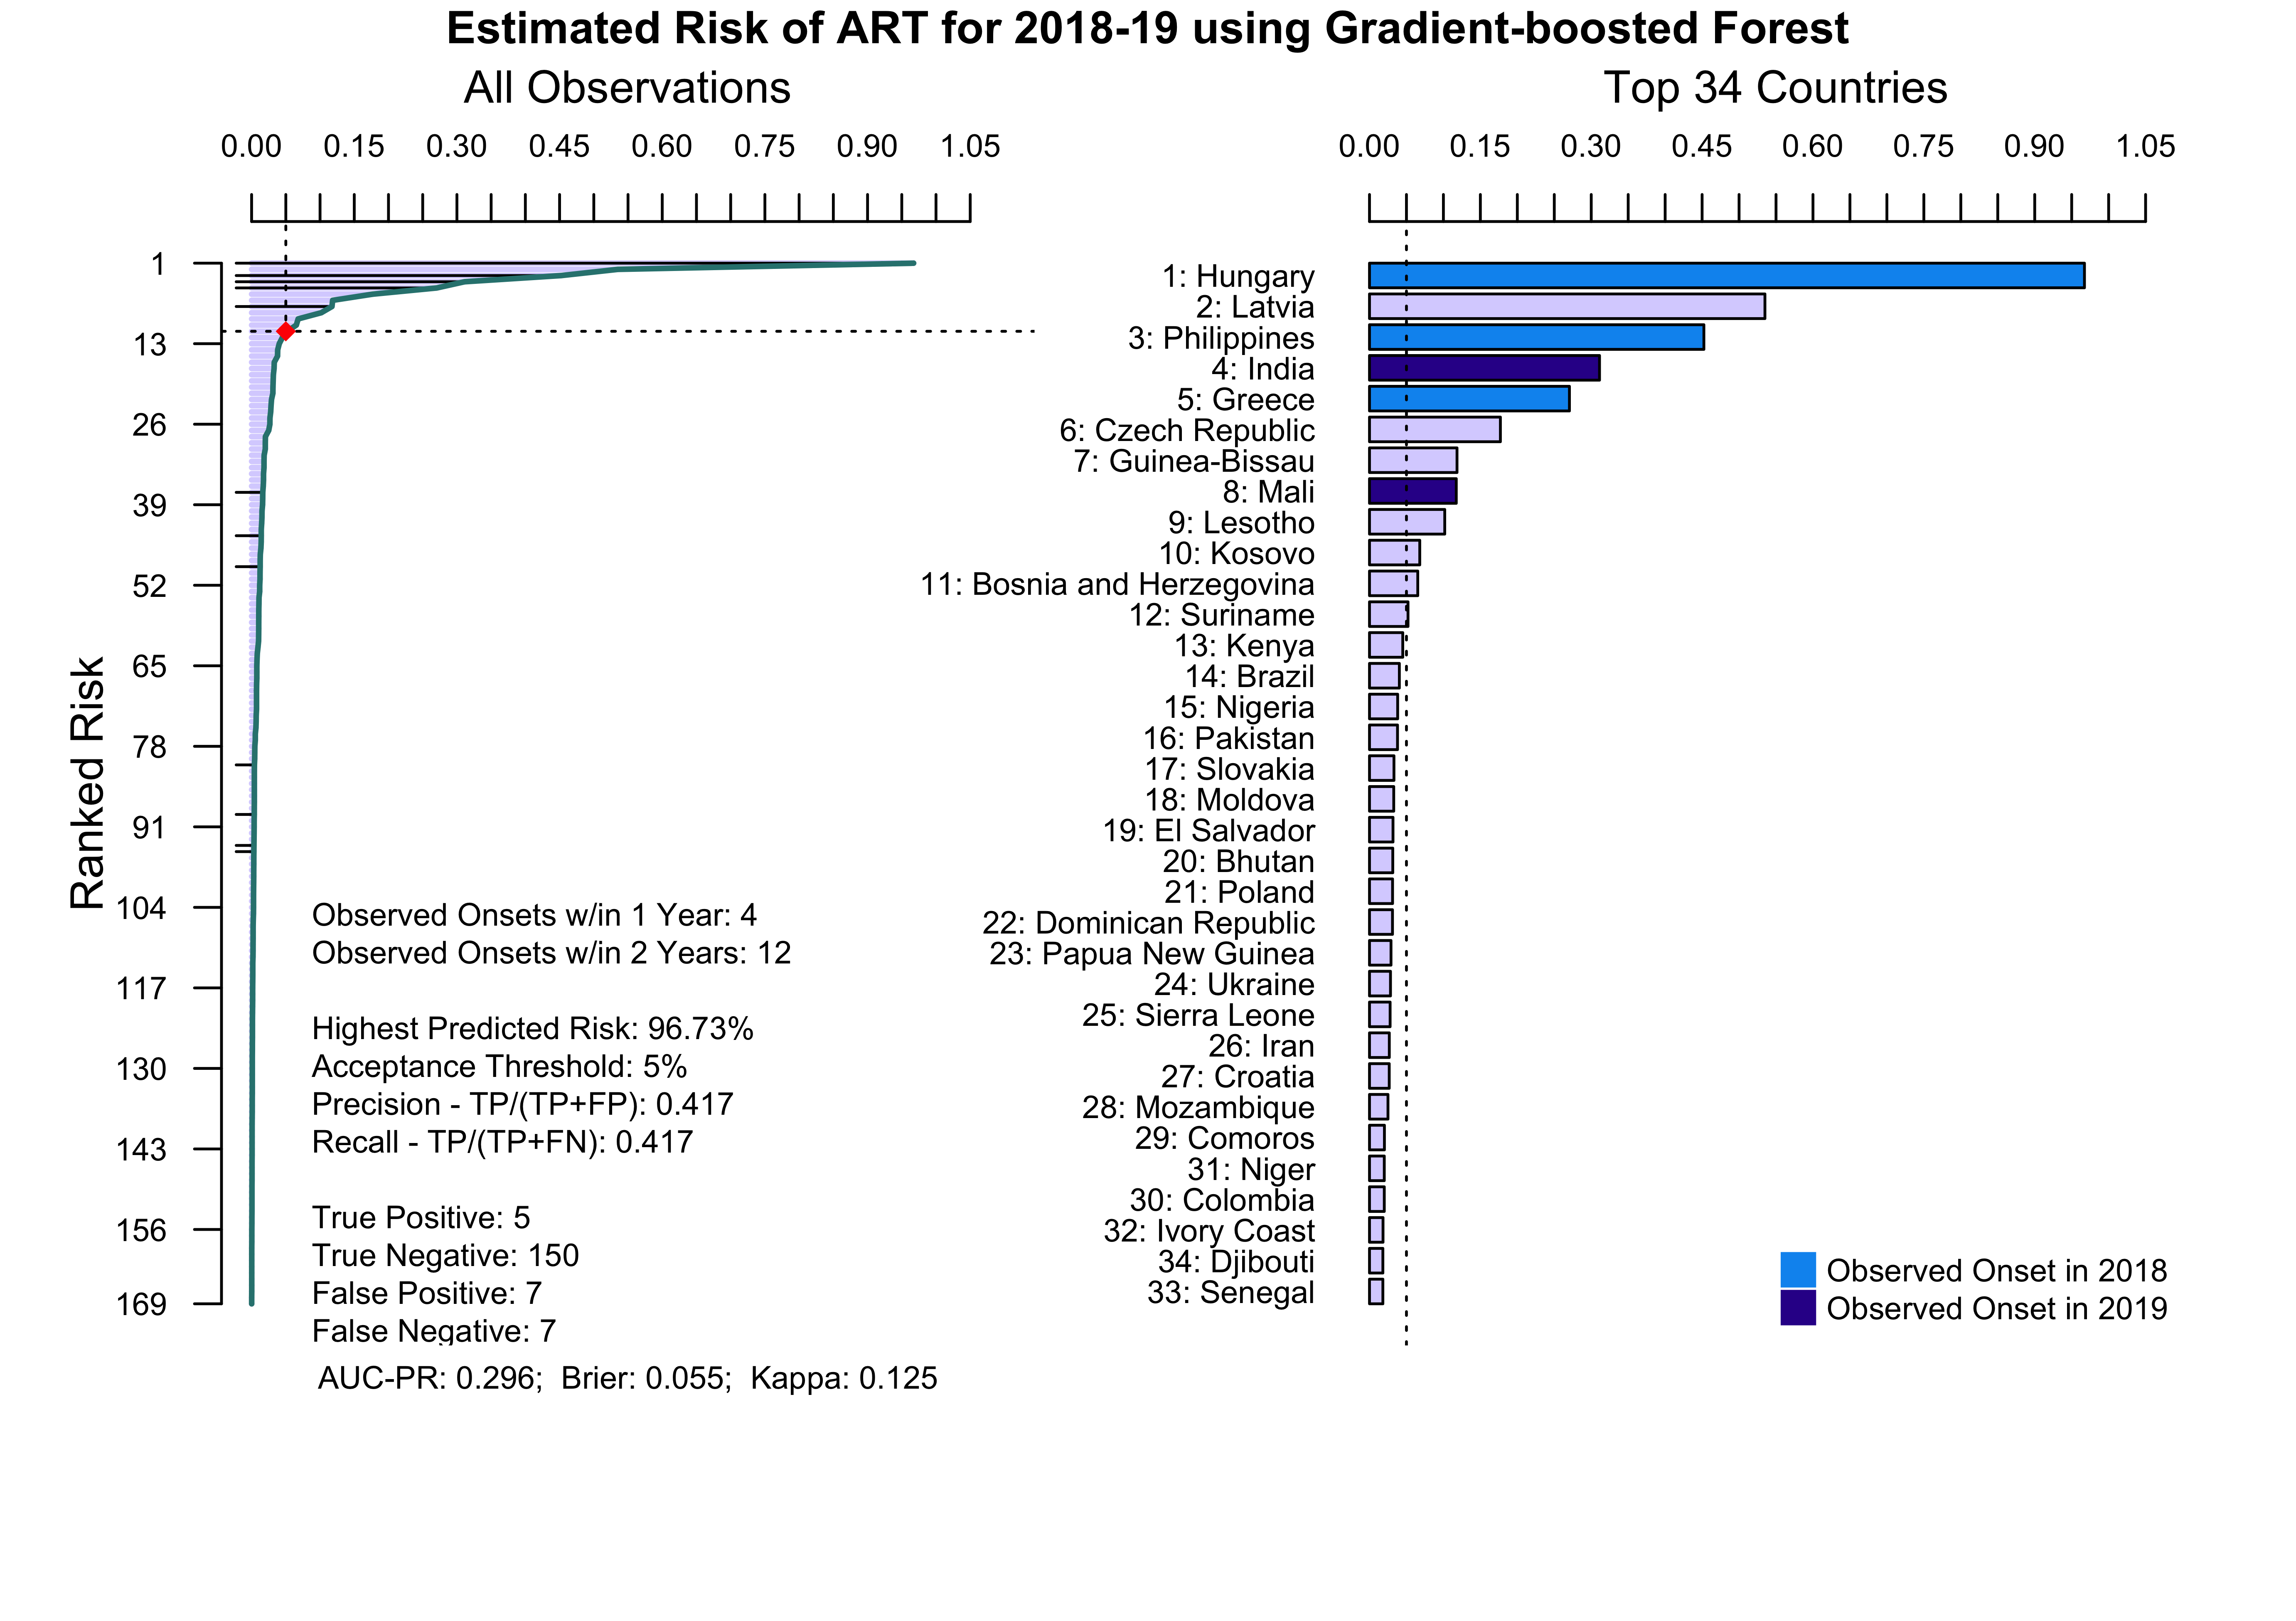 Estimated Risk of ART for 2018-19 using Gradient-boosted Forest
All Observations
0.00 0.15 0.30 0.45 0.60 0.75 0.90 1.05
Ranked Risk
1
13
26
39
52
65
78
91
104
117
130
143
156
169
Observed Onsets w/in 1 Year: 4
Observed Onsets w/in 2 Years: 12
Highest Predicted Risk: 96.73%
Acceptance Threshold: 5%
Precision - TP/(TP+FP): 0.417
Recall - TP/(TP+FN): 0.417
True Positive: 5
True Negative: 150
False Positive: 7
False Negative: 7
AUC-PR: 0.296; Brier: 0.055; Kappa: 0.125
Top 34 Countries
0.00 0.15 0.30 0.45 0.60 0.75 0.90 1.05
1: Hungary
2: Latvia
3: Philippines
4: India
5: Greece
6: Czech Republic
7: Guinea-Bissau
8: Mali
9: Lesotho
10: Kosovo
11: Bosnia and Herzegovina
12: Suriname
13: Kenya
14: Brazil
15: Nigeria
16: Pakistan
17: Slovakia
18: Moldova
19: El Salvador
20: Bhutan
21: Poland
22: Dominican Republic
23: Papua New Guinea
24: Ukraine
25: Sierra Leone
26: Iran
27: Croatia
28: Mozambique
29: Comoros
31: Niger
30: Colombia
32: Ivory Coast
34: Djibouti
33: Senegal
Observed Onset in 2018
Observed Onset in 2019